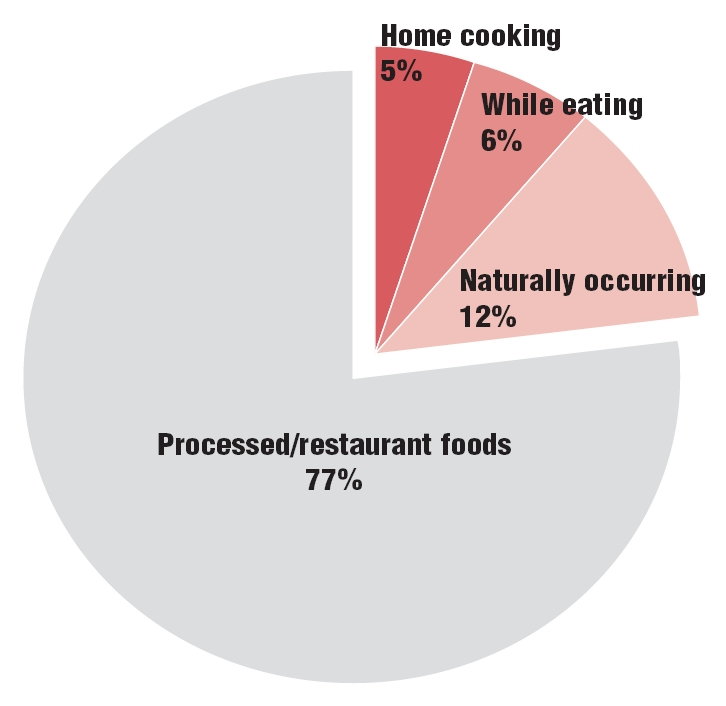 Home cooking
5%
While eating
6%
Naturally occurring
12%
Processed/restaurant foods
77%